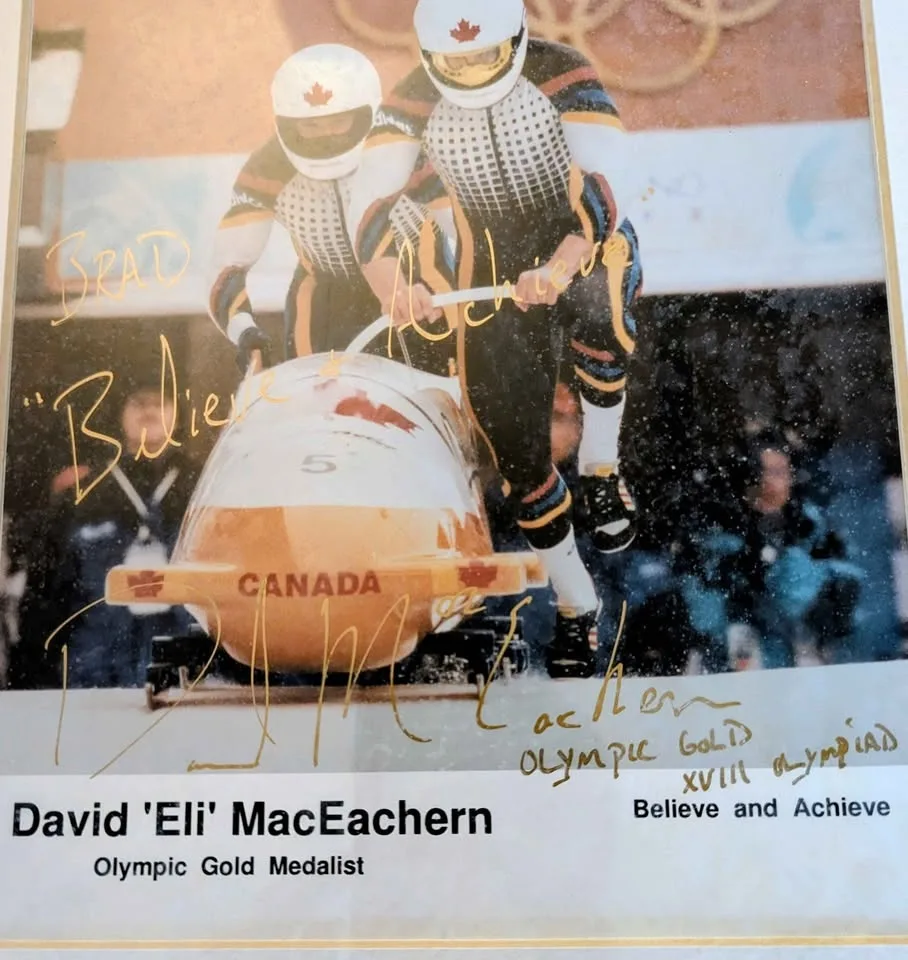 BRAD
"Believe & Achieve"
5
CANADA
D J MacEachern
OLYMPIC GOLD
XVIII OLYMPIAD
David 'Eli' MacEachern
Believe and Achieve
Olympic Gold Medalist